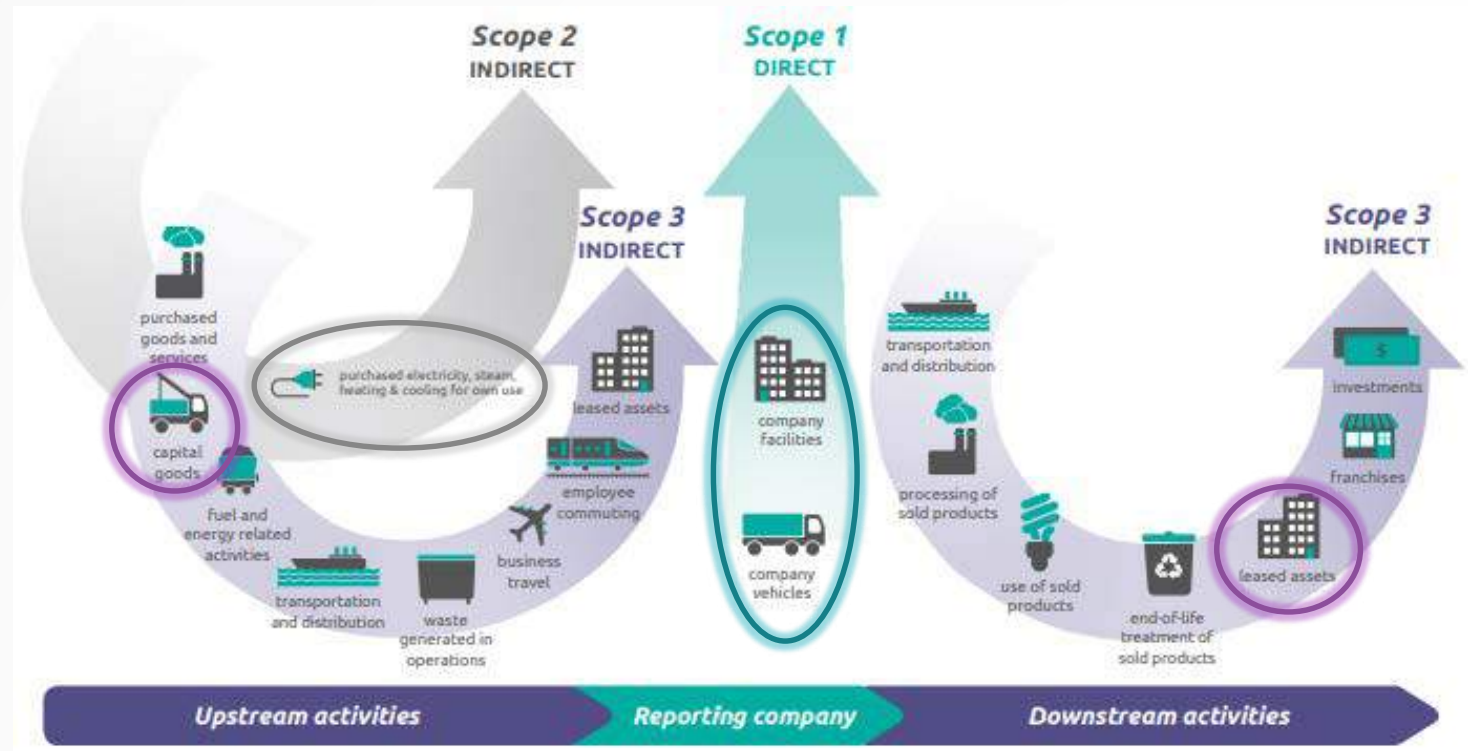 Scope 2
INDIRECT
Scope 1
DIRECT
Scope 3
INDIRECT
Scope 3
INDIRECT
purchased
goods and
services
purchased electricity, steam,
heating & cooling for own use
capital
goods
fuel and
energy related
activities
transportation
and distribution
waste
generated in
operations
business
travel
employee
commuting
leased assets
company
facilities
company
vehicles
transportation
and distribution
processing of
sold products
use of sold
products
end-of-life
treatment of
sold products
leased assets
franchises
investments
$
Upstream activities
Reporting company
Downstream activities